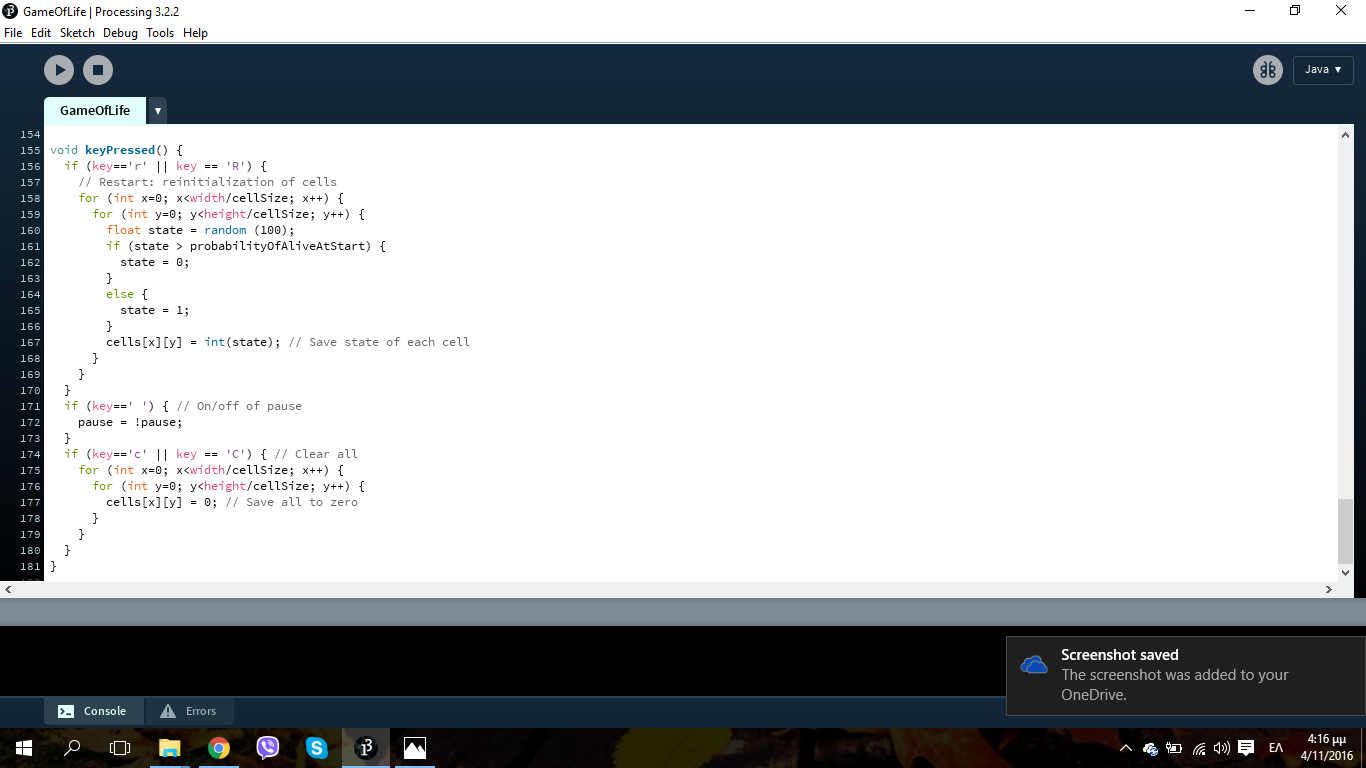 GameOfLife | Processing 3.2.2
File Edit Sketch Debug Tools Help
Java ▼
GameOfLife ▼
154
155 void keyPressed() {
156   if (key=='r' || key == 'R') {
157     // Restart: reinitialization of cells
158     for (int x=0; x<width/cellSize; x++) {
159       for (int y=0; y<height/cellSize; y++) {
160         float state = random (100);
161         if (state > probabilityOfAliveAtStart) {
162           state = 0;
163         }
164         else {
165           state = 1;
166         }
167         cells[x][y] = int(state); // Save state of each cell
168       }
169     }
170   }
171   if (key==' ') { // On/off of pause
172     pause = !pause;
173   }
174   if (key=='c' || key == 'C') { // Clear all
175     for (int x=0; x<width/cellSize; x++) {
176       for (int y=0; y<height/cellSize; y++) {
177         cells[x][y] = 0; // Save all to zero
178       }
179     }
180   }
181 }
Screenshot saved
The screenshot was added to your
OneDrive.
Console Errors
ΕΛ
4:16 μμ
4/11/2016